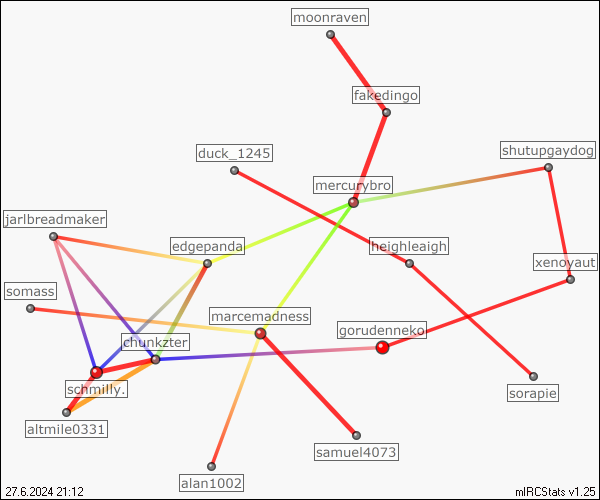 moonraven
fakedingo
duck_1245
shutupgaydog
mercurybro
jarlbreadmaker
edgepanda
heighleaigh
xenoyaut
somass
marcemadness
gorudenneko
chunkzter
schmilly.
sorapie
altmile0331
samuel4073
alan1002
27.6.2024 21:12
mIRCStats v1.25